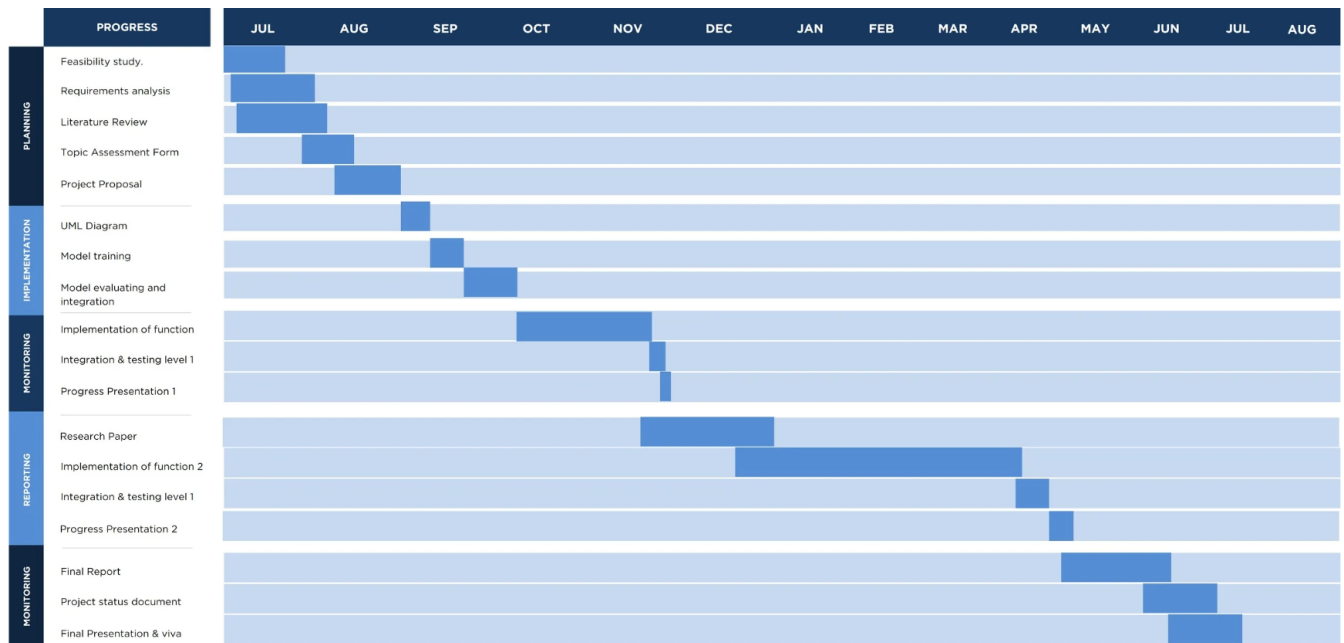 PROGRESS JUL AUG SEP OCT NOV DEC JAN FEB MAR APR MAY JUN JUL AUG
PLANNING
Feasibility study.
Requirements analysis
Literature Review
Topic Assessment Form
Project Proposal
IMPLEMENTATION
UML Diagram
Model training
Model evaluating and
integration
MONITORING
Implementation of function
Integration & testing level 1
Progress Presentation 1
REPORTING
Research Paper
Implementation of function 2
Integration & testing level 1
Progress Presentation 2
MONITORING
Final Report
Project status document
Final Presentation & viva